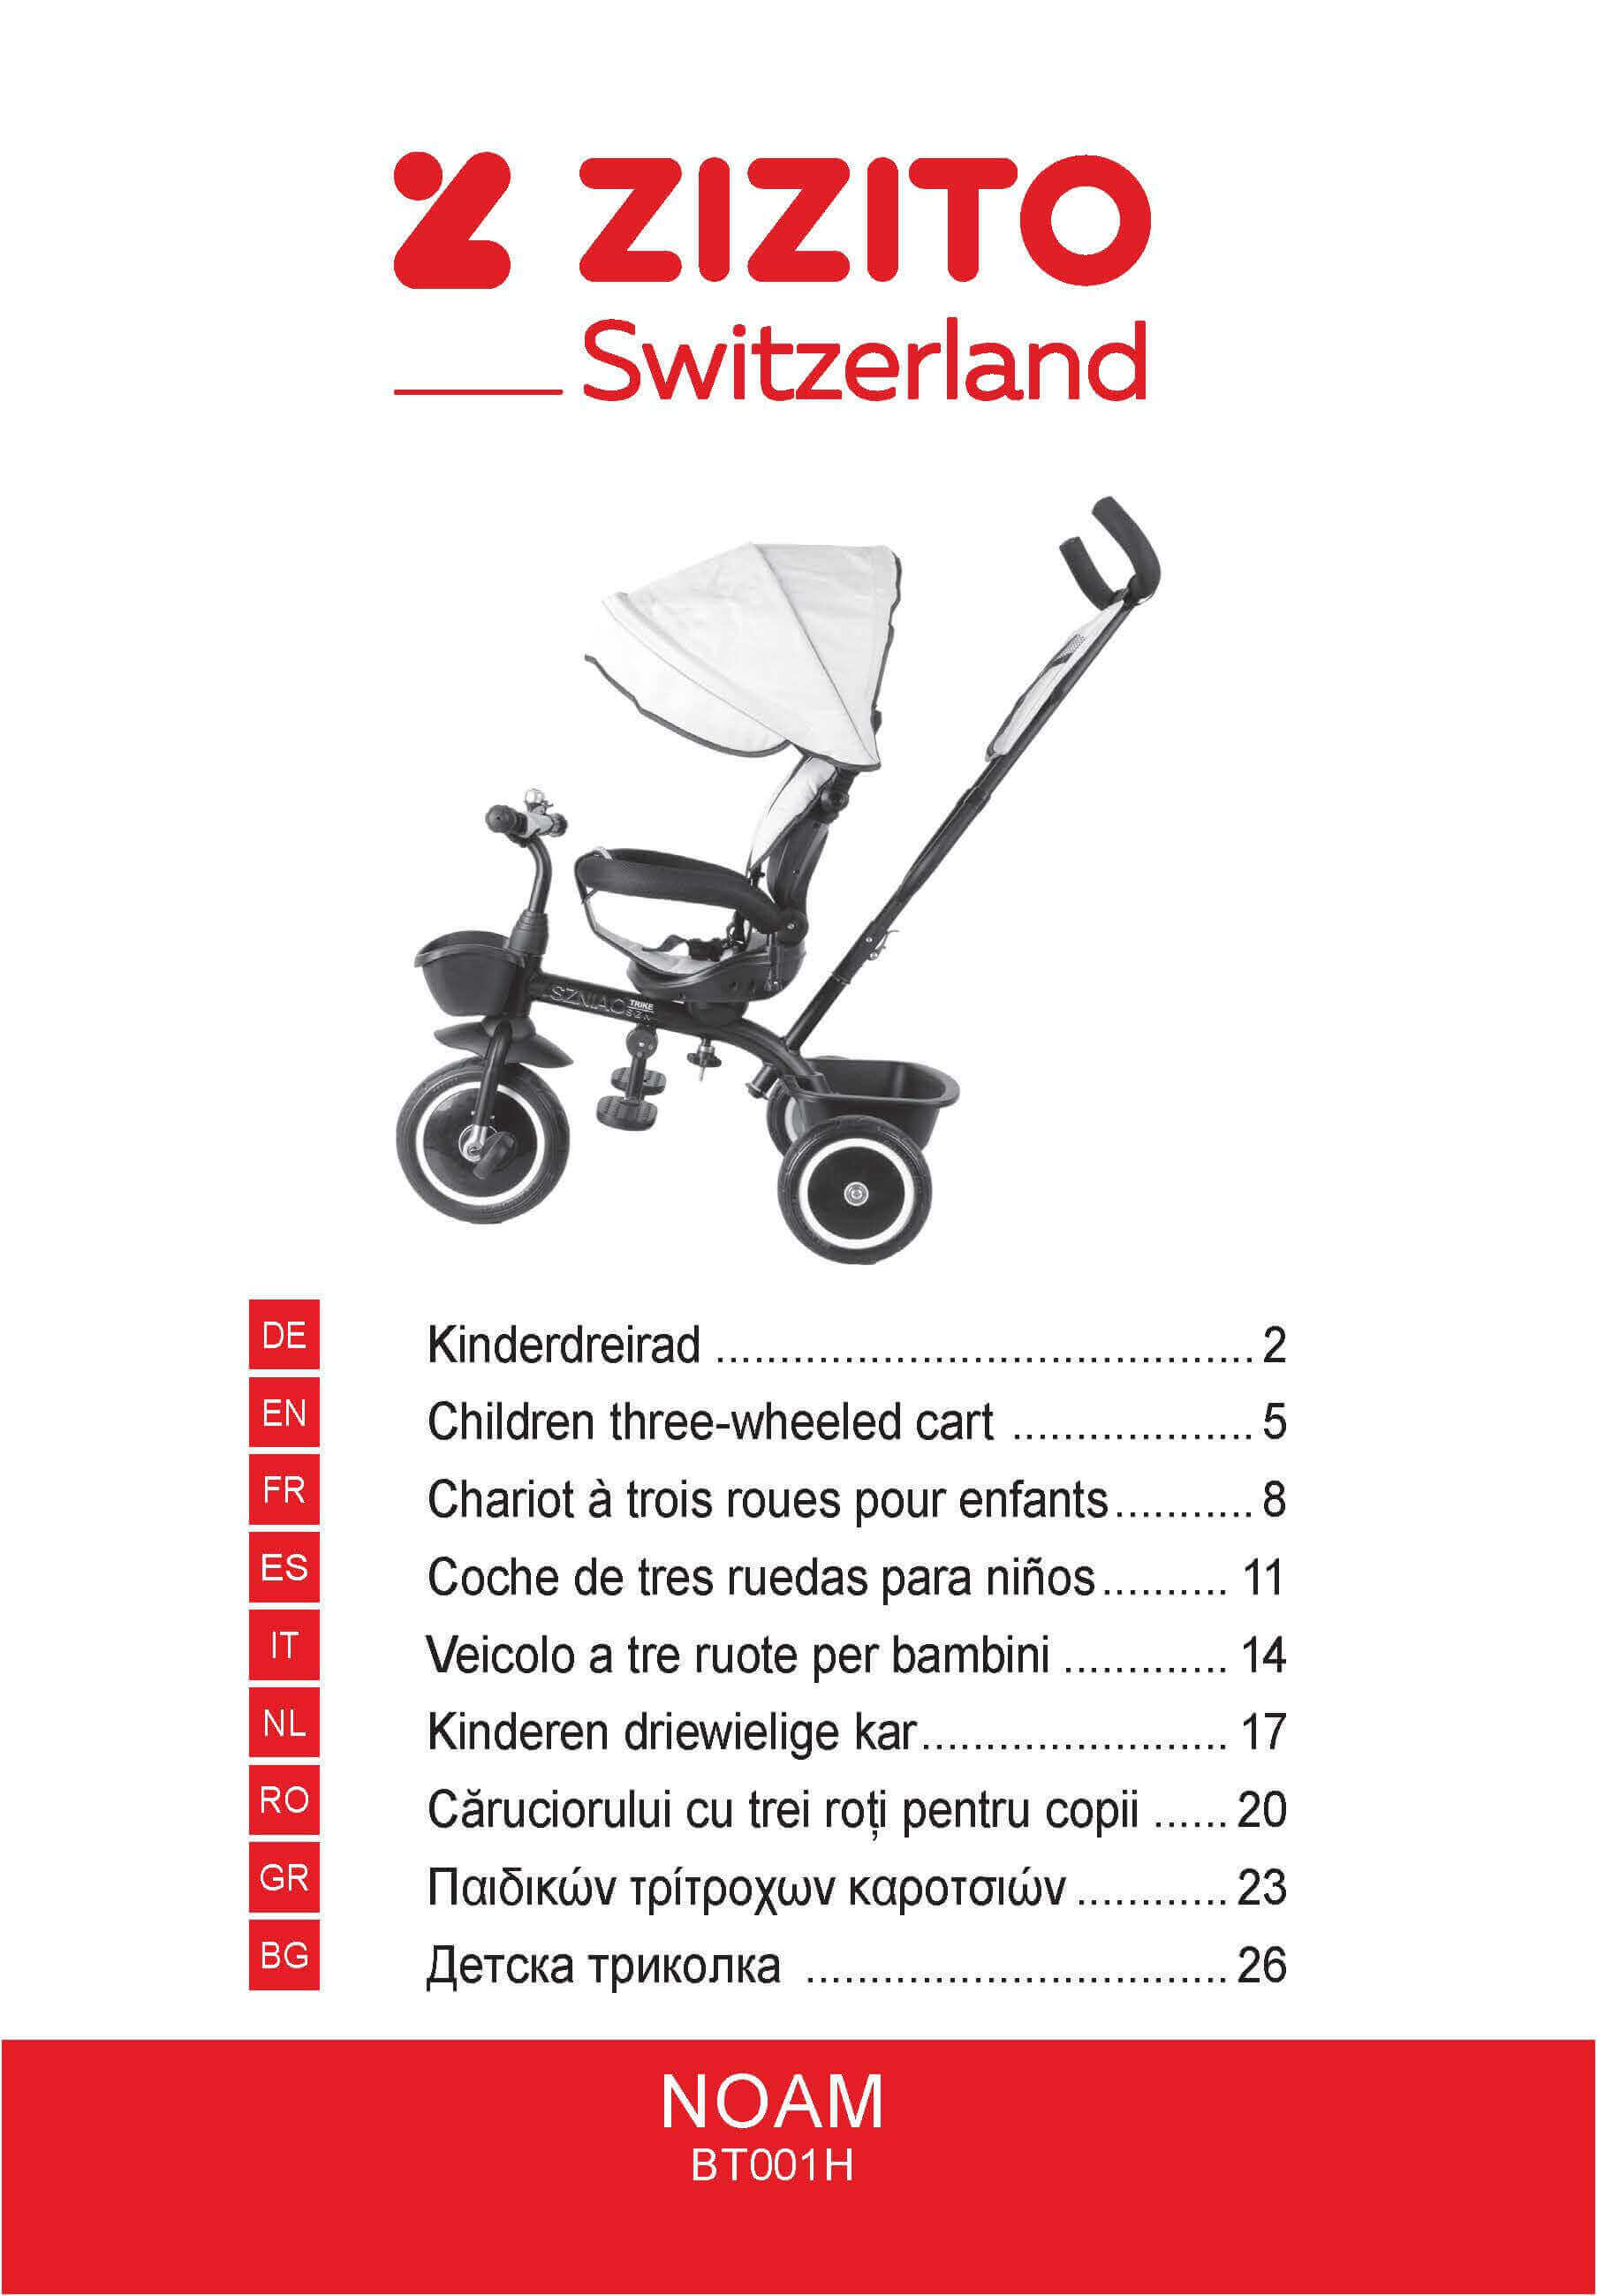 ZIZITO
Switzerland
SZNIAO TRIKE
DE Kinderdreirad .......................................... 2
EN Children three-wheeled cart ................... 5
FR Chariot à trois roues pour enfants........... 8
ES Coche de tres ruedas para niños.......... 11
IT Veicolo a tre ruote per bambini ............. 14
NL Kinderen driewielige kar........................ 17
RO Căruciorului cu trei roți pentru copii ...... 20
GR Παιδικών τρίτροχων καροτσιών ............ 23
BG Детска триколка ................................. 26
NOAM
BT001H